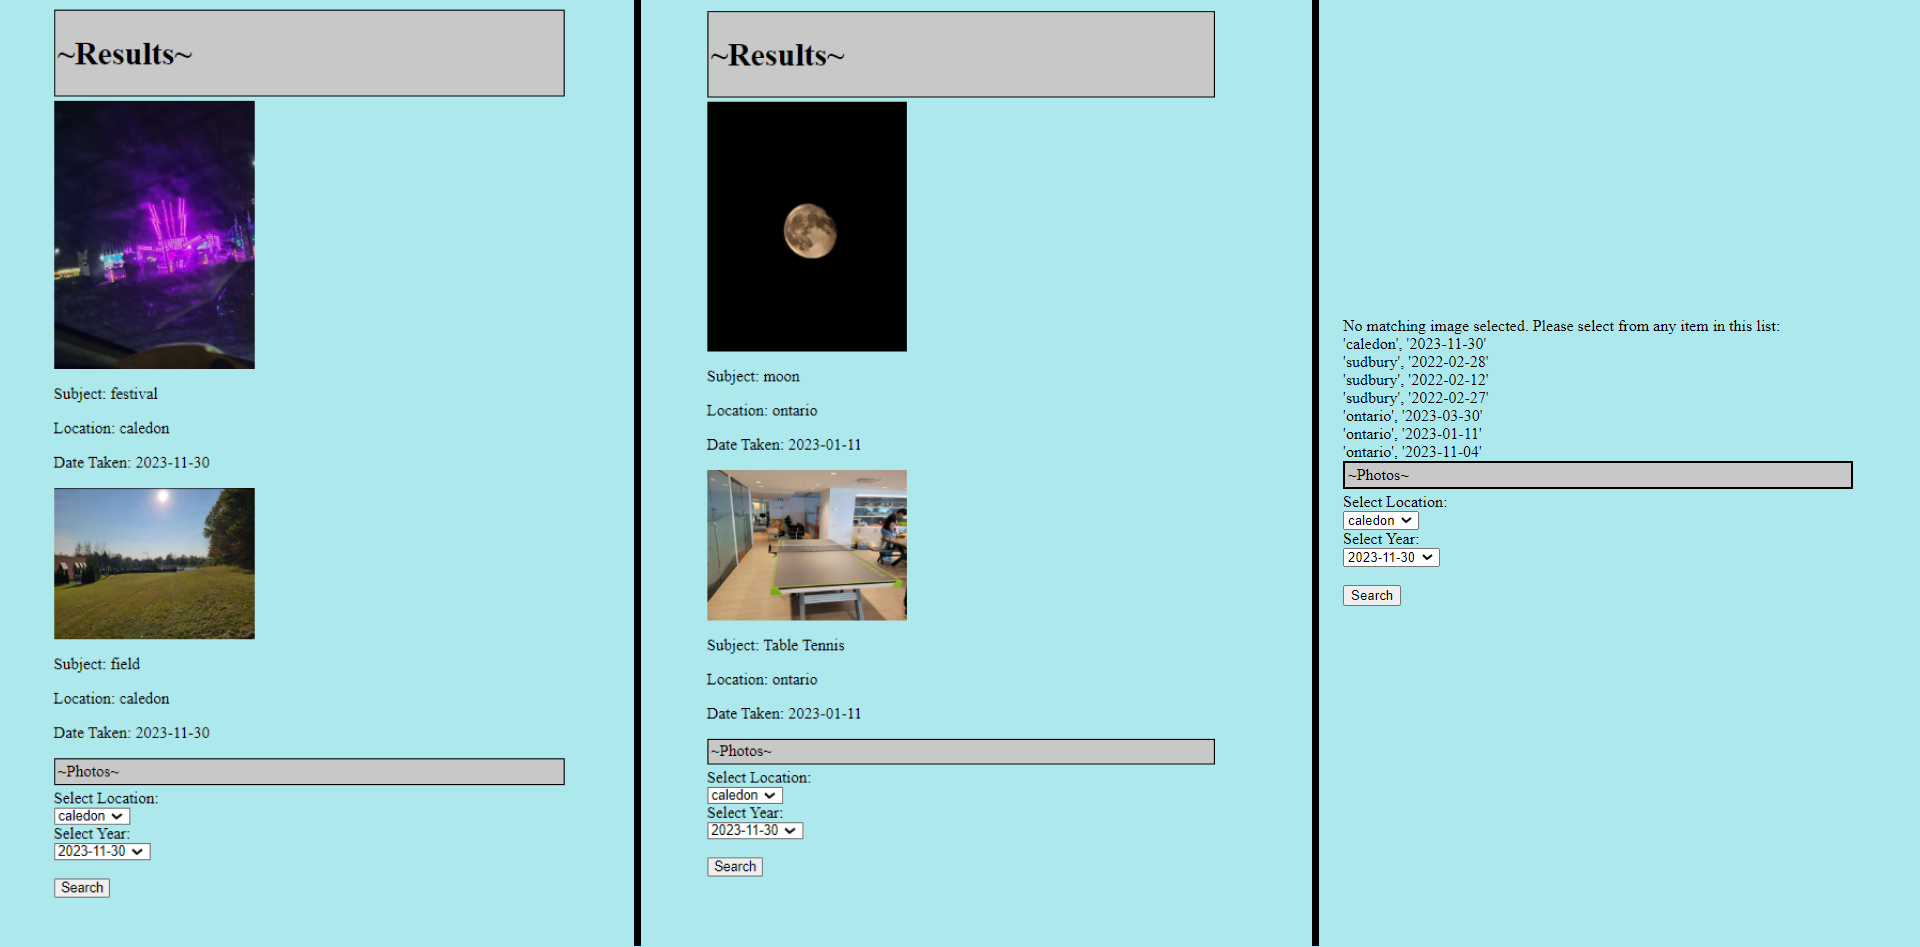 ~Results~
Subject: festival
Location: caledon
Date Taken: 2023-11-30
Subject: field
Location: caledon
Date Taken: 2023-11-30
~Photos~
Select Location:
caledon
Select Year:
2023-11-30
Search
~Results~
Subject: moon
Location: ontario
Date Taken: 2023-01-11
Subject: Table Tennis
Location: ontario
Date Taken: 2023-01-11
~Photos~
Select Location:
caledon
Select Year:
2023-11-30
Search
No matching image selected. Please select from any item in this list:
'caledon', '2023-11-30'
'sudbury', '2022-02-28'
'sudbury', '2022-02-12'
'sudbury', '2022-02-27'
'ontario', '2023-03-30'
'ontario', '2023-01-11'
'ontario', '2023-11-04'
~Photos~
Select Location:
caledon
Select Year:
2023-11-30
Search